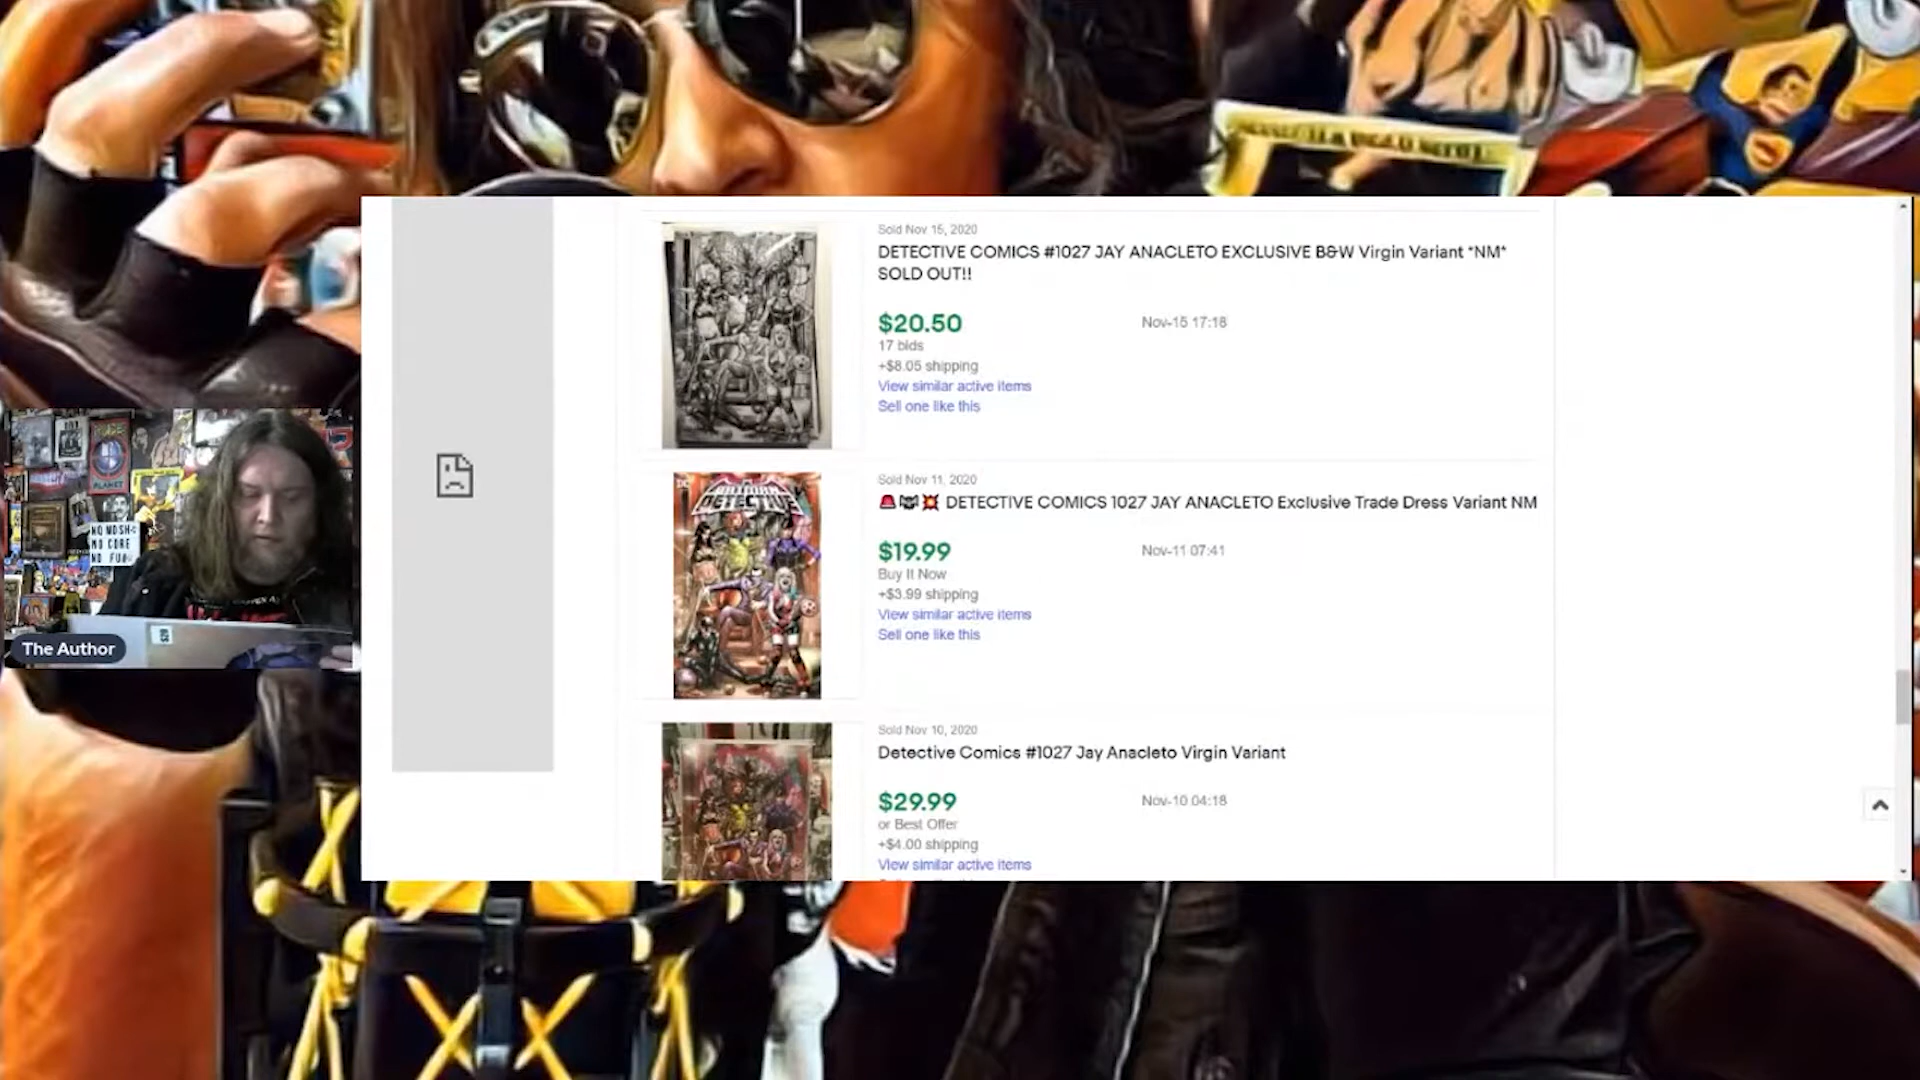 Sold Nov 15, 2020
DETECTIVE COMICS #1027 JAY ANACLETO EXCLUSIVE B&W Virgin Variant *NM*
SOLD OUT!!
$20.50
Nov-15 17:18
17 bids
+$8.05 shipping
View similar active items
Sell one like this
Sold Nov 11, 2020
DETECTIVE COMICS 1027 JAY ANACLETO Exclusive Trade Dress Variant NM
$19.99
Nov-11 07:41
Buy It Now
+$3.99 shipping
View similar active items
Sell one like this
DETECTIVE
Sold Nov 10, 2020
Detective Comics #1027 Jay Anacleto Virgin Variant
$29.99
Nov-10 04:18
or Best Offer
+$4.00 shipping
View similar active items
PLANET
NO MOSH
NO CORE
NO FUN
The Author